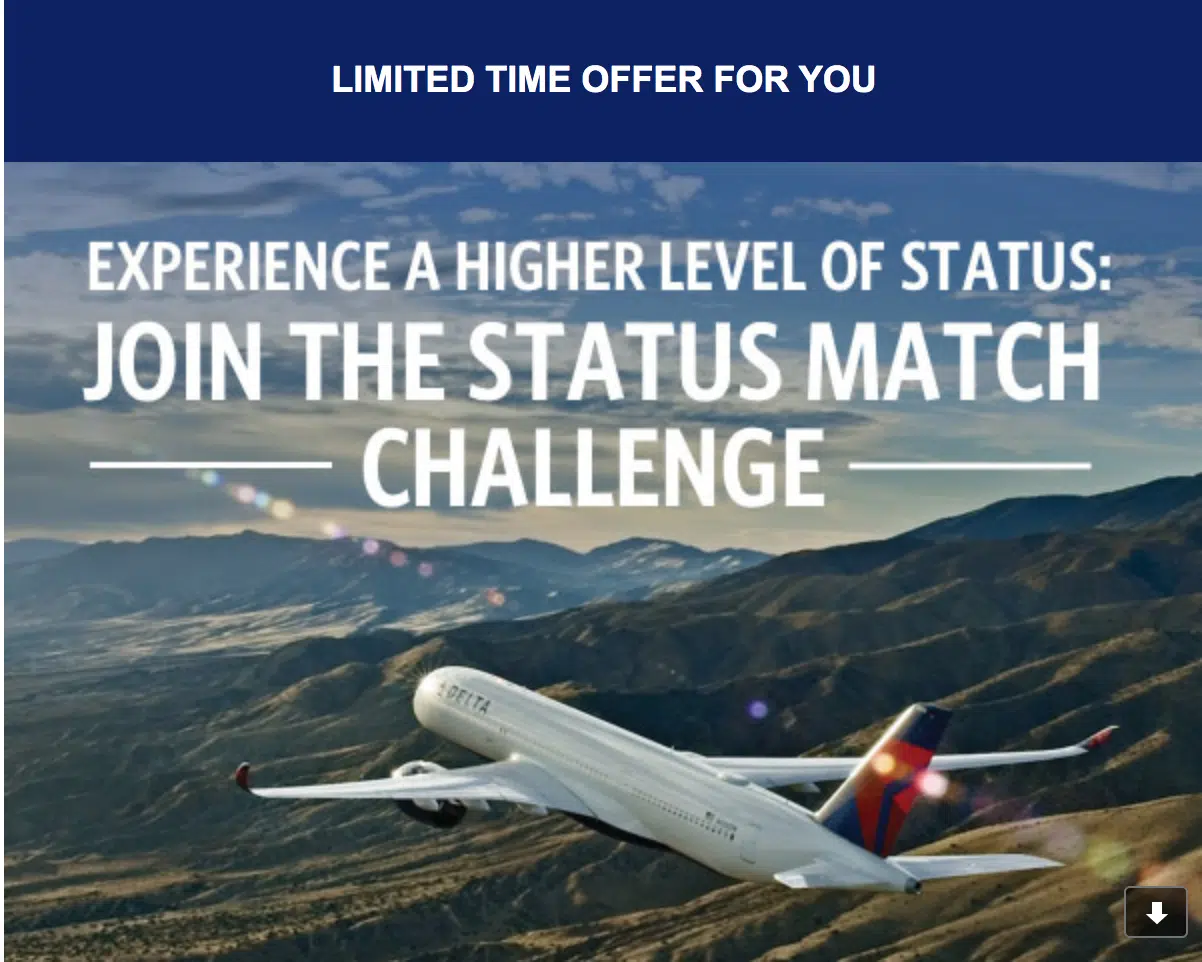 LIMITED TIME OFFER FOR YOU
EXPERIENCE A HIGHER LEVEL OF STATUS:
JOIN THE STATUS MATCH
CHALLENGE
DELTA